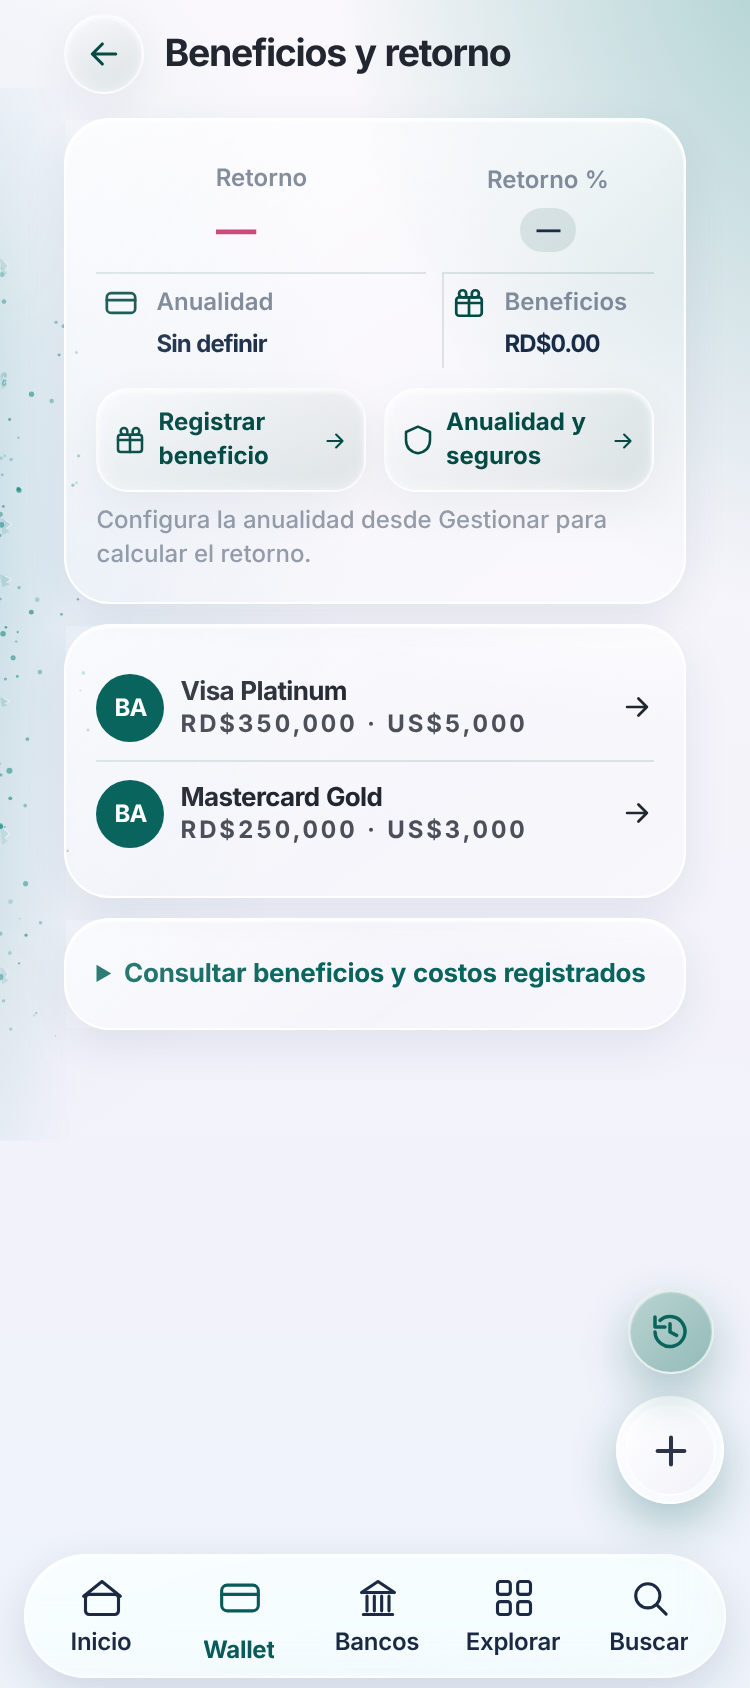 Beneficios y retorno
Retorno
Retorno %
—
—
Anualidad
Sin definir
Beneficios
RD$0.00
Registrar
beneficio
Anualidad y
seguros
Configura la anualidad desde Gestionar para
calcular el retorno.
BA
Visa Platinum
RD$350,000 · US$5,000
BA
Mastercard Gold
RD$250,000 · US$3,000
Consultar beneficios y costos registrados
Inicio
Wallet
Bancos
Explorar
Buscar